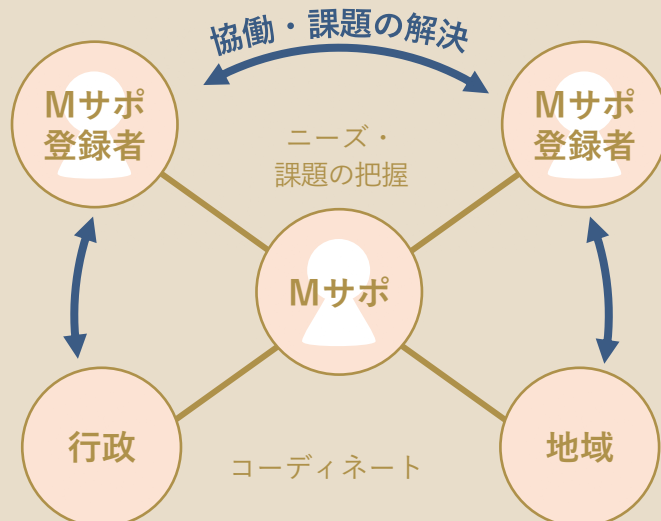 協働・課題の解決
Mサポ
登録者
Mサポ
登録者
ニーズ・
課題の把握
Mサポ
行政
地域
コーディネート